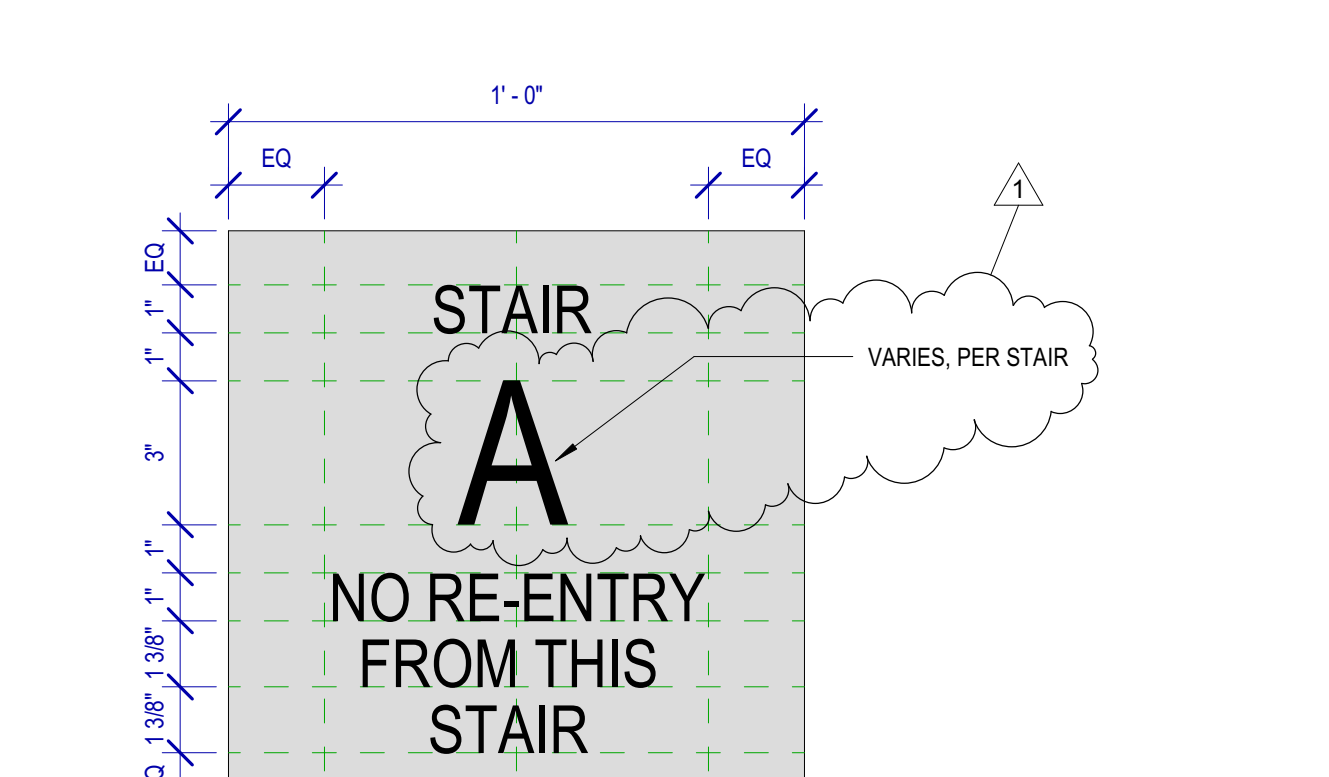 1' - 0"
EQ
EQ
1
EQ
1"
1"
3"
1"
1"
1 3/8"
1 3/8"
STAIR
A
VARIES, PER STAIR
NO RE-ENTRY
FROM THIS
STAIR